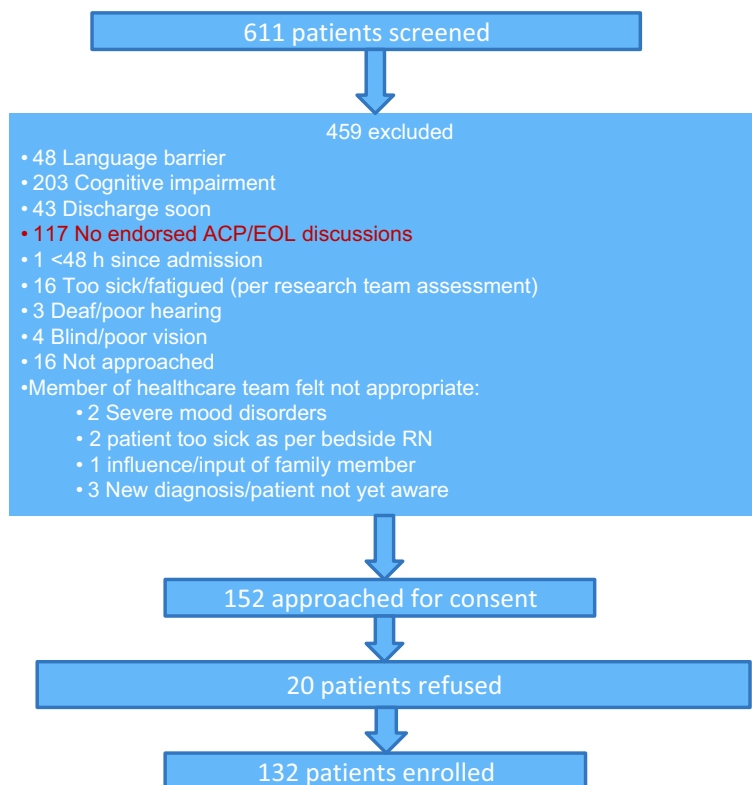 611 patients screened
459 excluded
• 48 Language barrier
• 203 Cognitive impairment
• 43 Discharge soon
• 117 No endorsed ACP/EOL discussions
• 1 <48 h since admission
• 16 Too sick/fatigued (per research team assessment)
• 3 Deaf/poor hearing
• 4 Blind/poor vision
• 16 Not approached
•Member of healthcare team felt not appropriate:
• 2 Severe mood disorders
• 2 patient too sick as per bedside RN
• 1 influence/input of family member
• 3 New diagnosis/patient not yet aware
152 approached for consent
20 patients refused
132 patients enrolled